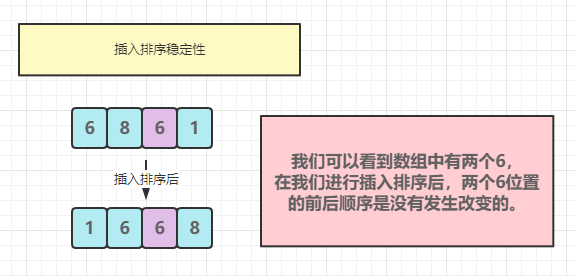 插入排序稳定性
6 8 6 1
插入排序后
1 6 6 8
我们可以看到数组中有两个6，
在我们进行插入排序后，两个6位置
的前后顺序是没有发生改变的。